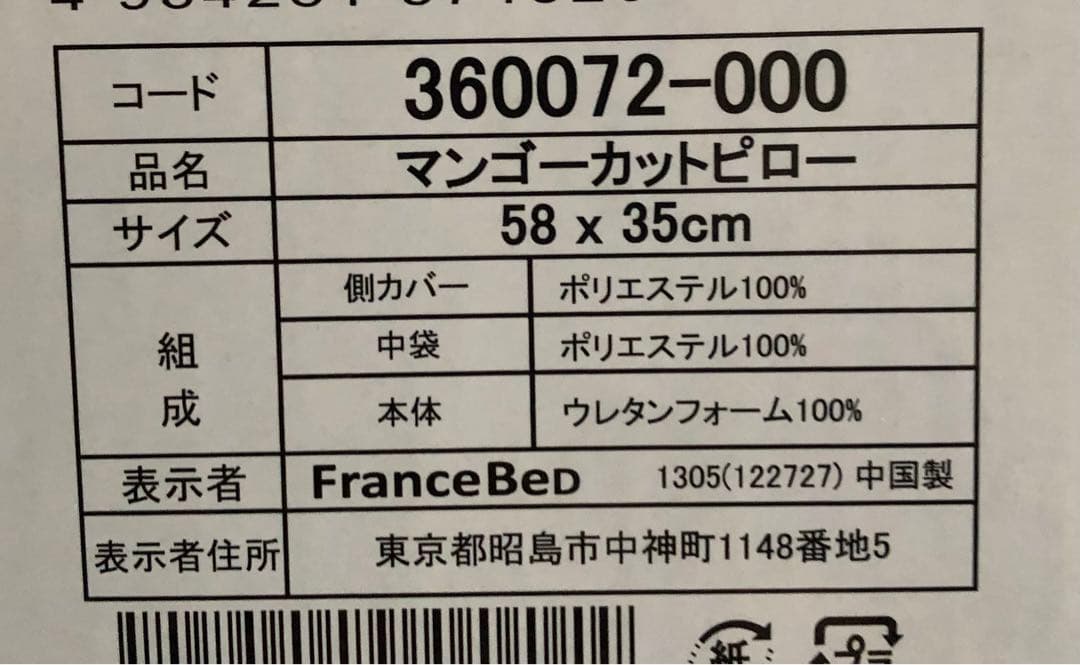 コード 360072-000
品名 マンゴーカットピロー
サイズ 58 x 35cm
組成 側カバー ポリエステル100%
中袋 ポリエステル100%
本体 ウレタンフォーム100%
表示者 FranceBeD 1305(122727) 中国製
表示者住所 東京都昭島市中神町1148番地5
紙